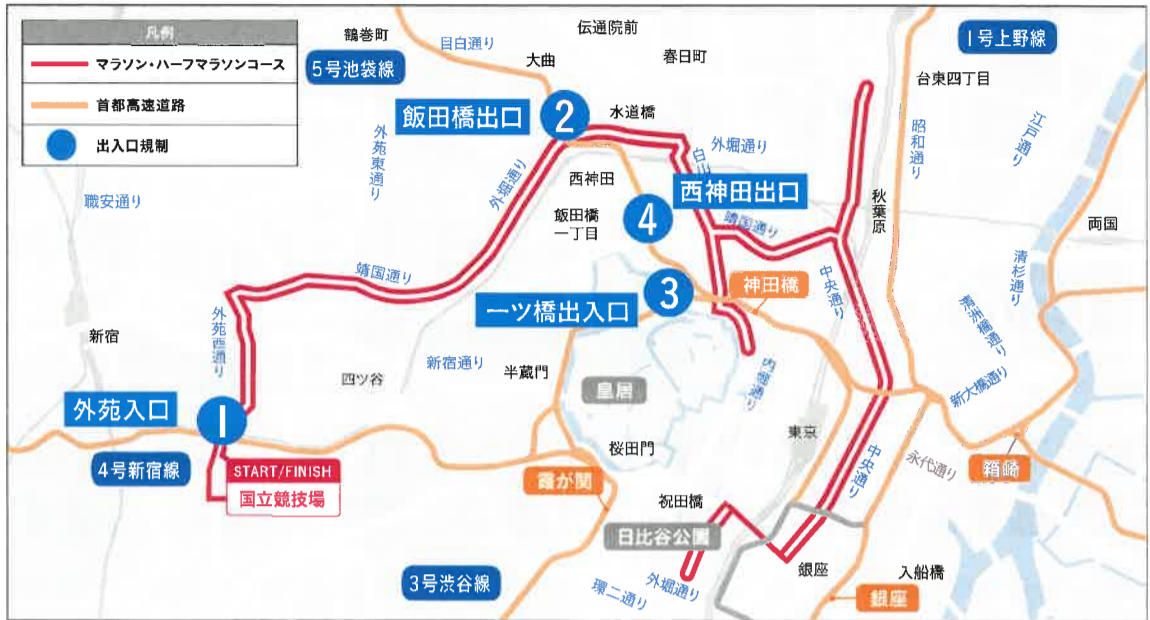 凡例
マラソン・ハーフマラソンコース
首都高速道路
出入口規制
鶴巻町
5号池袋線
目白通り
大曲
伝通院前
春日町
1号上野線
台東四丁目
飯田橋出口
2
水道橋
外堀通り
白山
昭和通り
江戸通り
外苑東通り
職安通り
外堀通り
西神田
飯田橋
一丁目
4
西神田出口
靖国通り
秋葉原
両国
清杉通り
靖国通り
一ツ橋出入口
3
神田橋
中央通り
清洲橋通り
新宿
外苑西通り
四ツ谷
新宿通り
半蔵門
皇居
内堀通り
新大橋通り
外苑入口
1
4号新宿線
START/FINISH
国立競技場
桜田門
東京
中央通り
永代通り
箱崎
霞が関
祝田橋
日比谷公園
3号渋谷線
環二通り
外堀通り
銀座
入船橋
銀座